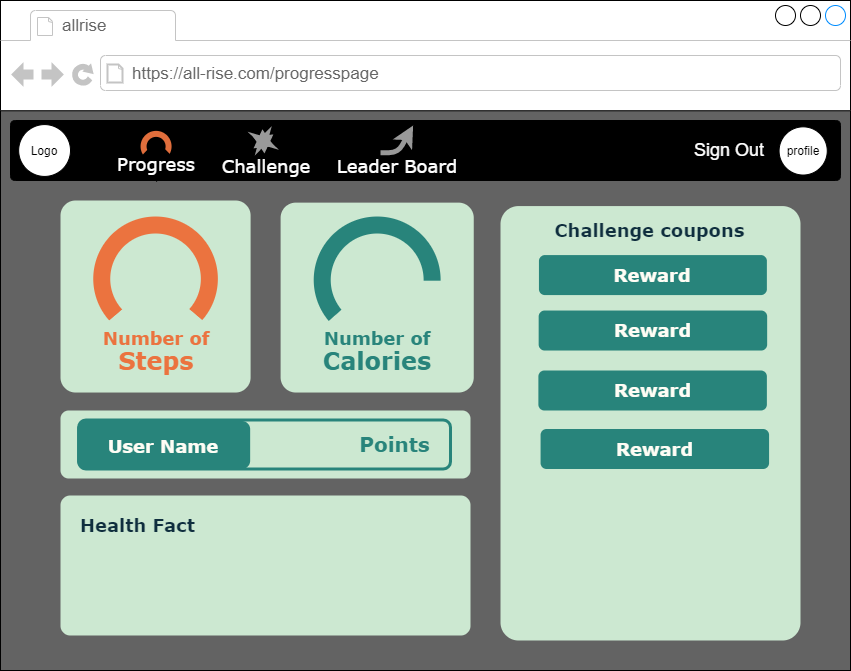 allrise
https://all-rise.com/progresspage
Logo
Progress
Challenge
Leader Board
Sign Out
profile
Number of
Steps
Number of
Calories
Challenge coupons
Reward
Reward
Reward
Reward
User Name
Points
Health Fact